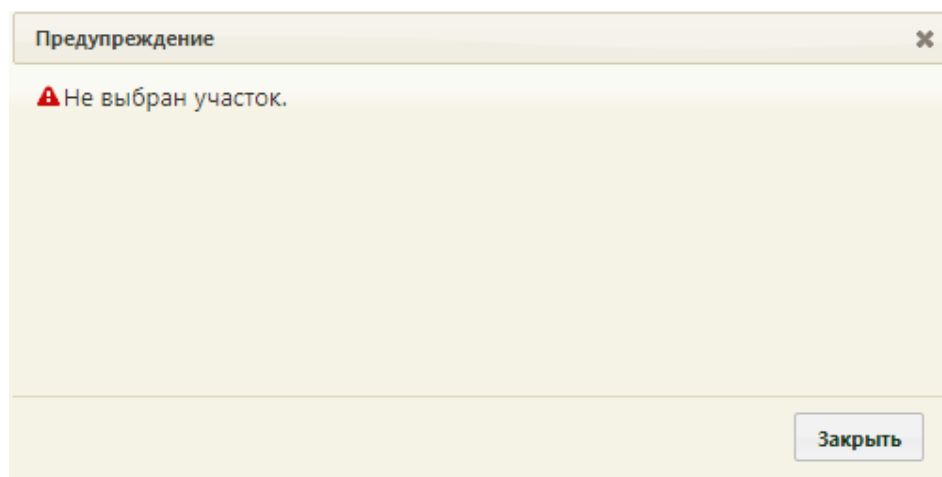 Предупреждение
Не выбран участок.
Закрыть